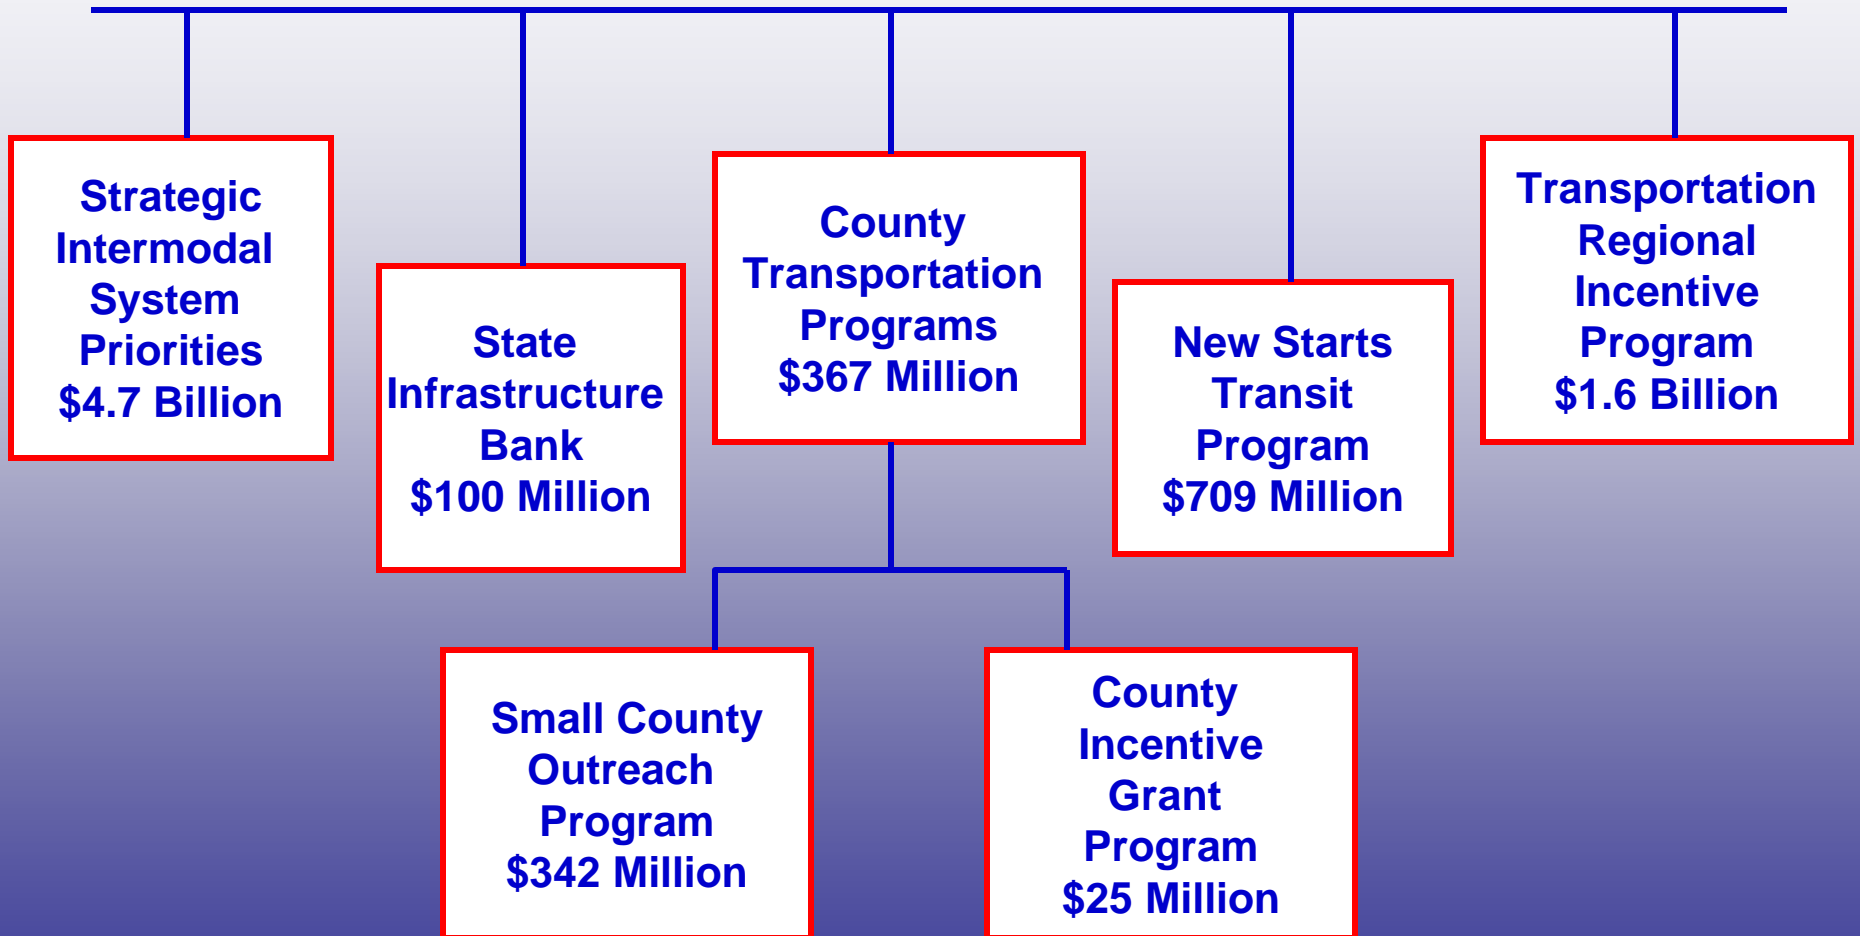 Strategic
Intermodal
System
Priorities
$4.7 Billion
State
Infrastructure
Bank
$100 Million
County
Transportation
Programs
$367 Million
New Starts
Transit
Program
$709 Million
Transportation
Regional
Incentive
Program
$1.6 Billion
Small County
Outreach
Program
$342 Million
County
Incentive
Grant
Program
$25 Million